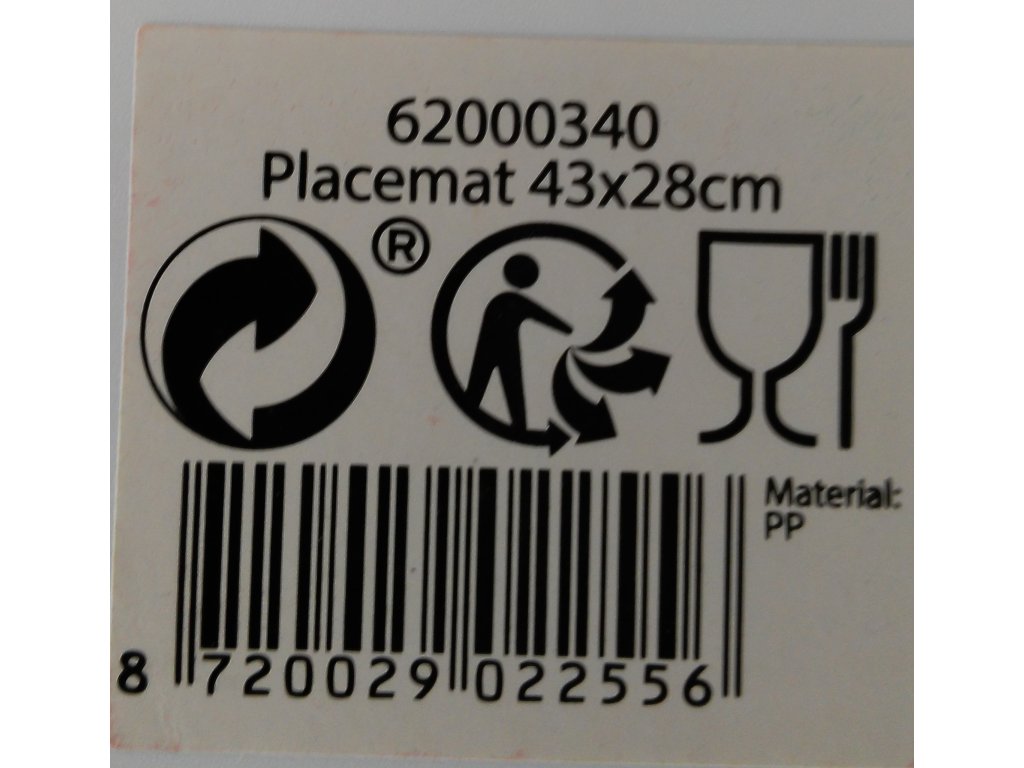 62000340
Placemat 43x28cm
®
Material:
PP
8 720029 022556